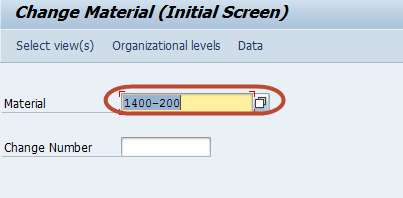 Change Material (Initial Screen)
Select view(s) Organizational levels Data
Material 1400-200
Change Number